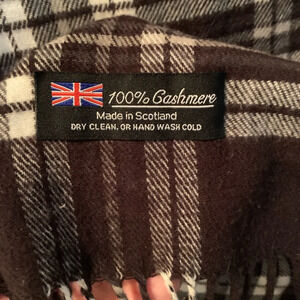 100% Cashmere
Made in Scotland
DRY CLEAN. OR HAND WASH COLD